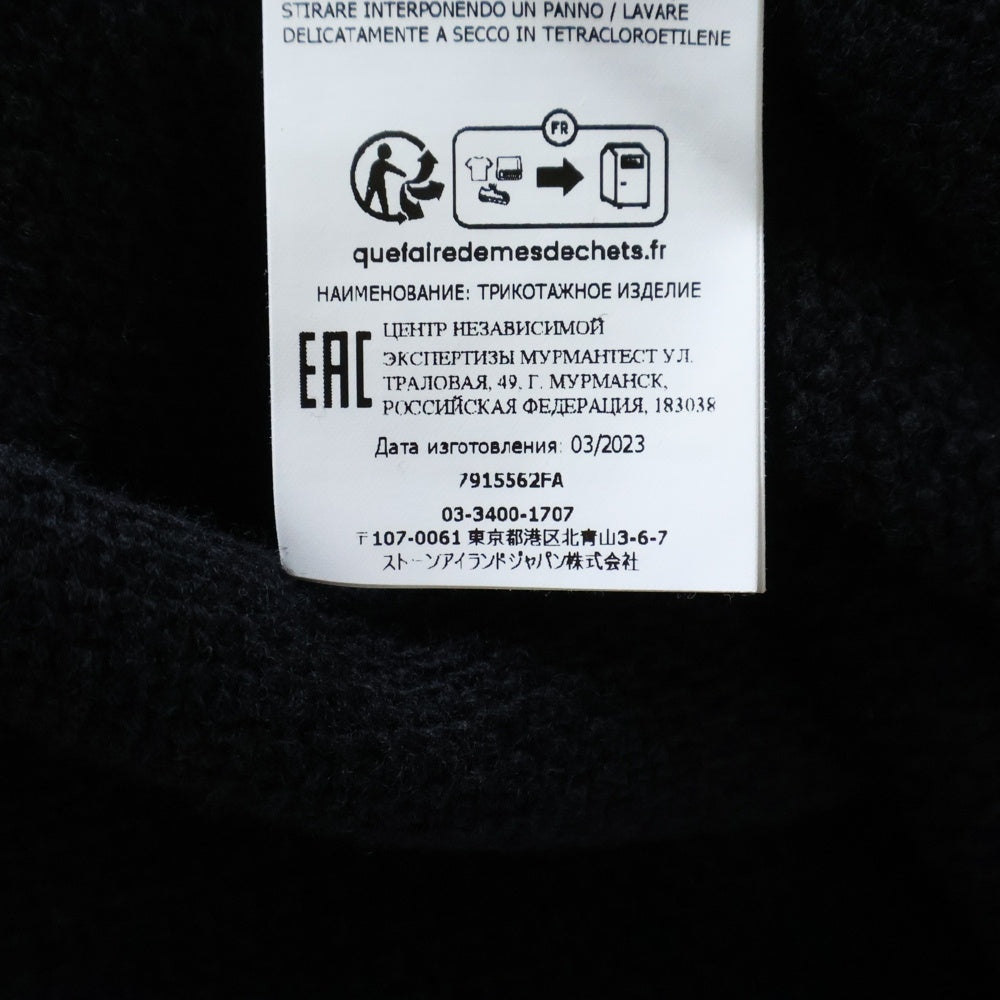 STIRARE INTERPONENDO UN PANNO / LAVARE
DELICATAMENTE A SECCO IN TETRACLOROETILENE
FR
quefairedemesdechets.fr
НАИМЕНОВАНИЕ: ТРИКОТАЖНОЕ ИЗДЕЛИЕ
EAC
ЦЕНТР НЕЗАВИСИМОЙ
ЭКСПЕРТИЗЫ МУРМАНТЕСТ УЛ.
ТРАЛОВАЯ, 49. Г. МУРМАНСК,
РОССИЙСКАЯ ФЕДЕРАЦИЯ, 183038
Дата изготовления: 03/2023
7915562FA
03-3400-1707
〒107-0061 東京都港区北青山3-6-7
ストーンアイランドジャパン株式会社